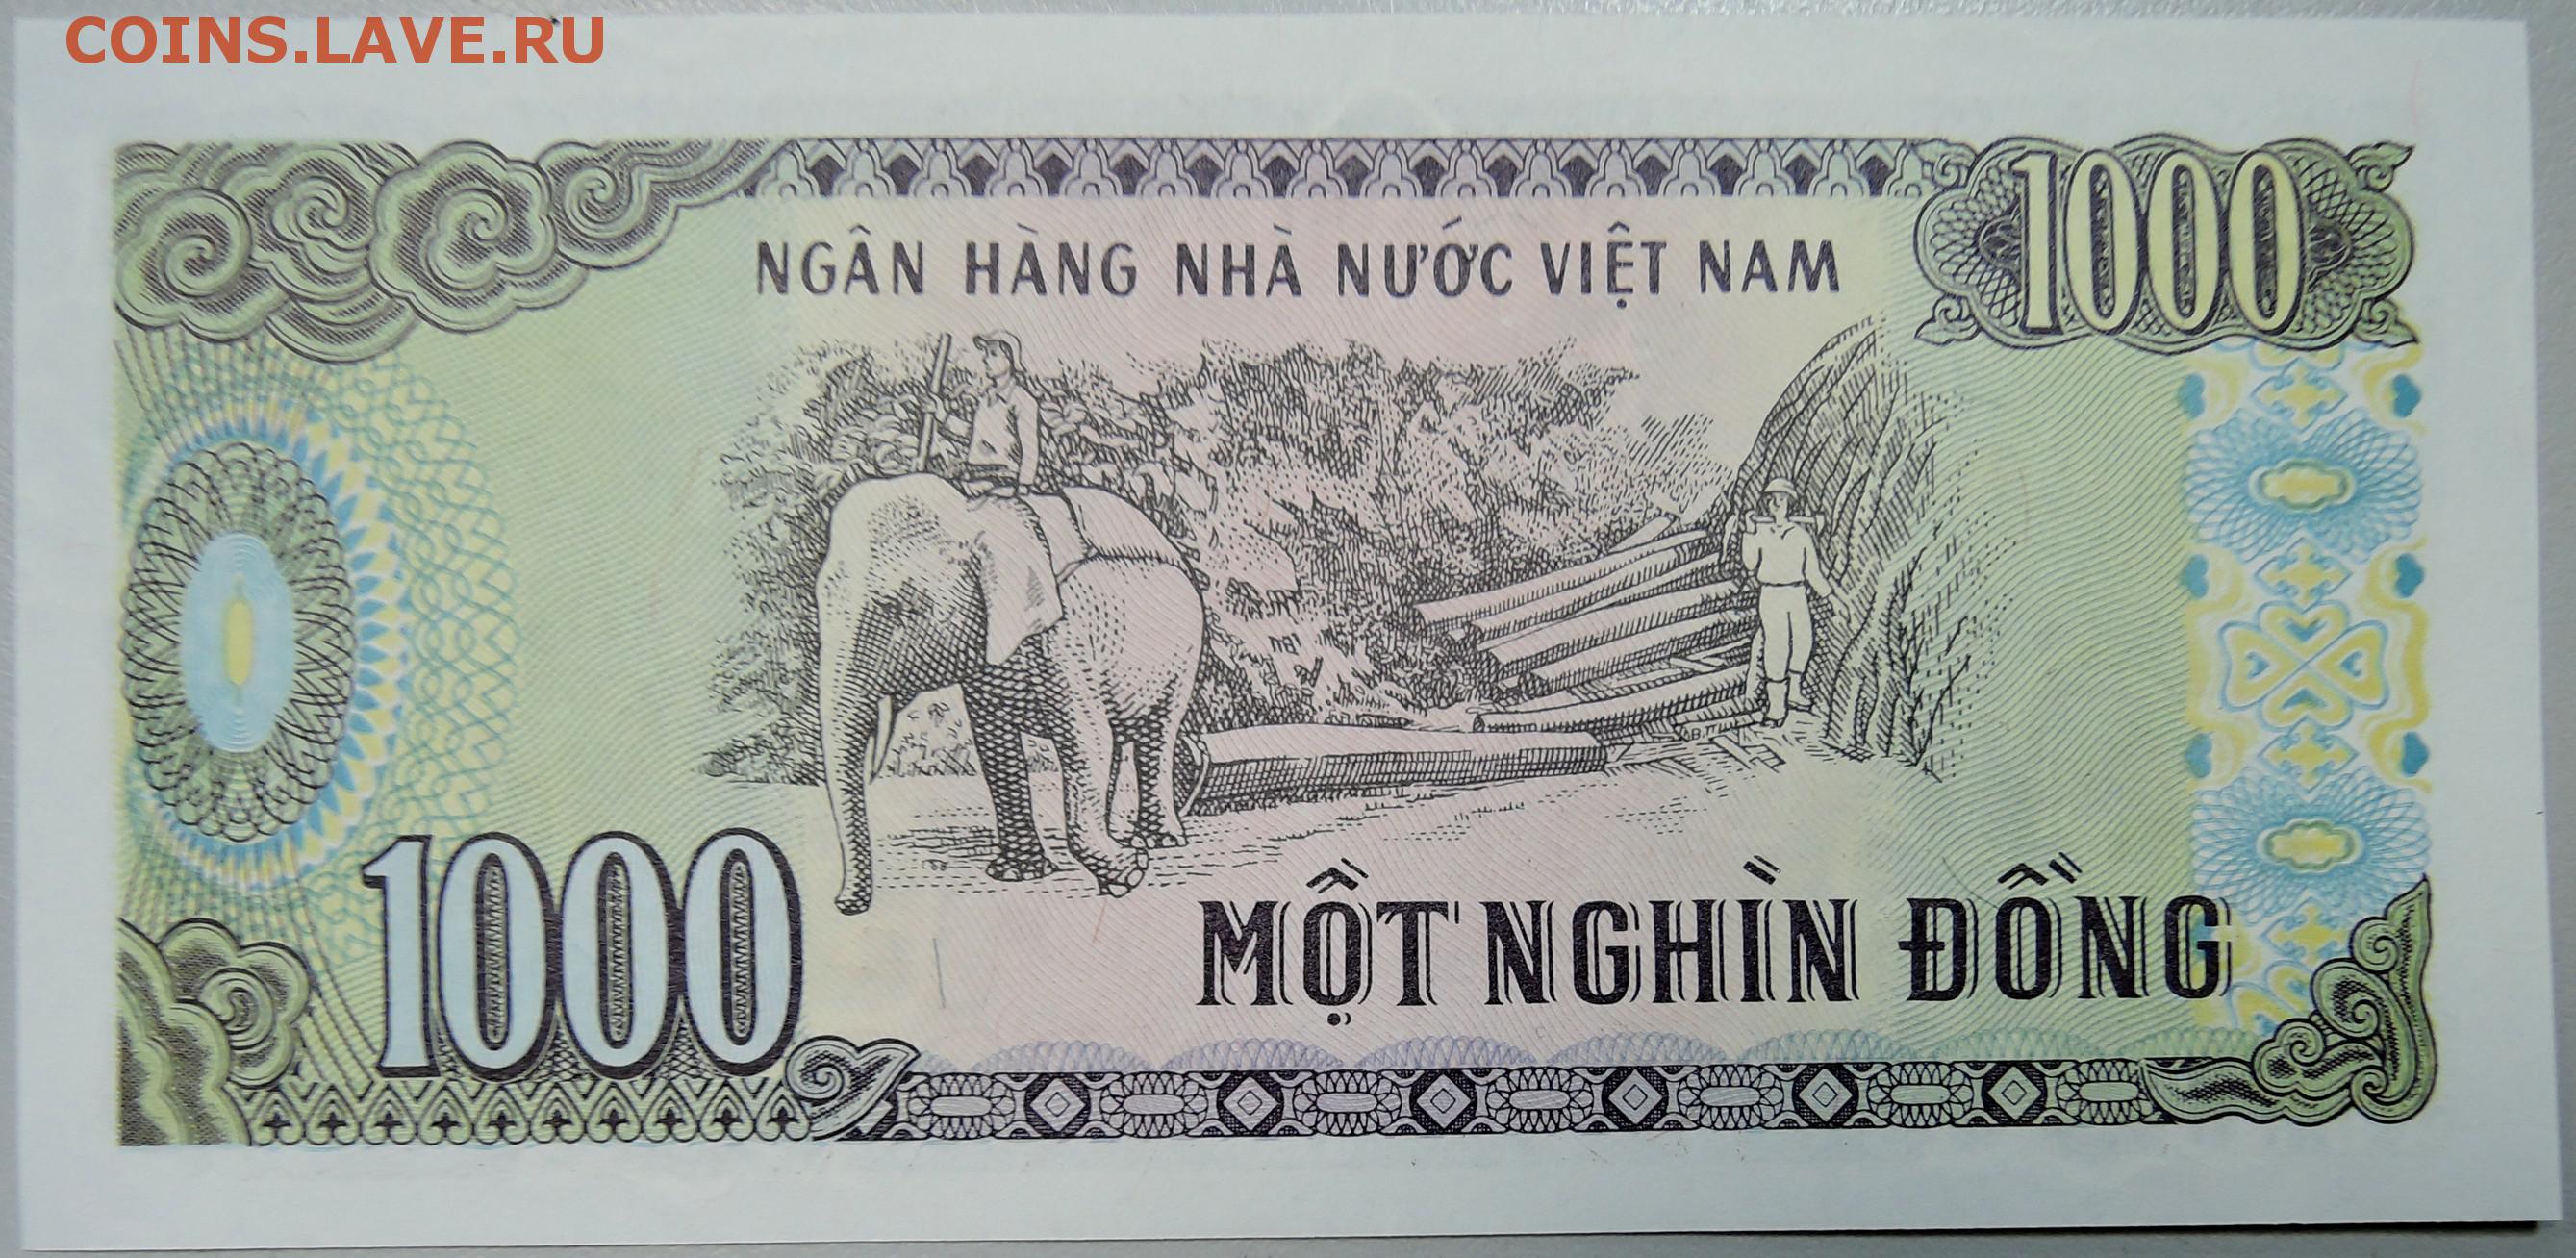 COINS.LAVE.RU
NGÂN HÀNG NHÀ NƯỚC VIỆT NAM
1000
1000
MỘT NGHÌN ĐỒNG